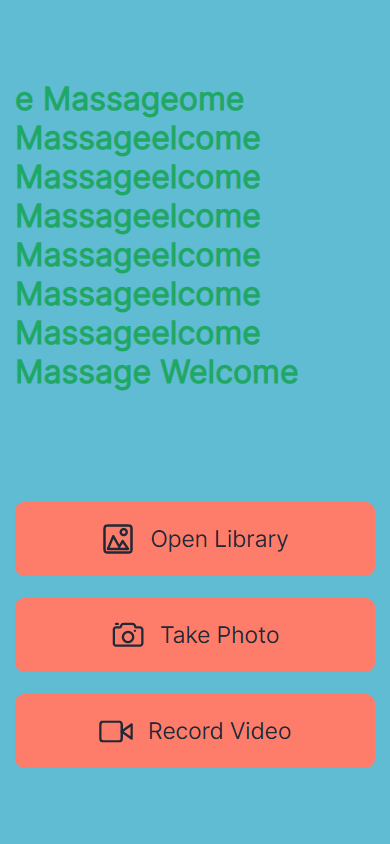 e Massageome
Massageelcome
Massageelcome
Massageelcome
Massageelcome
Massageelcome
Massageelcome
Massage Welcome
Open Library
Take Photo
Record Video